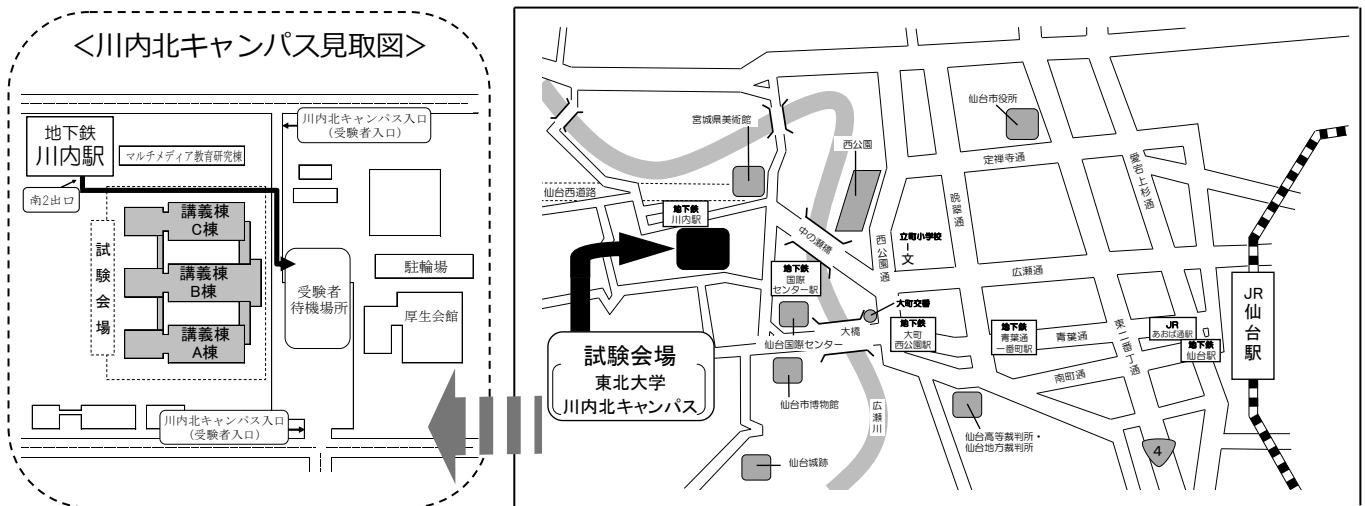 <川内北キャンパス見取図>
川内北キャンパス入口
(受験者入口)
地下鉄
川内駅
マルチメディア教育研究棟
南2出口
講義棟
C棟
試験会場
講義棟
B棟
受験者
待機場所
駐輪場
厚生会館
講義棟
A棟
川内北キャンパス入口
(受験者入口)
仙台市役所
宮城県美術館
西公園
定禅寺通
愛宕上杉通
仙台西道路
晩翠通
地下鉄
川内駅
中の瀬橋
西公園通
立町小学校
文
広瀬通
地下鉄
国際
センター駅
JR仙台駅
大町交番
大橋
仙台国際センター
地下鉄
大町
西公園駅
地下鉄
青葉通
一番町駅
青葉通
東二番丁通
JR
あおば通駅
地下鉄
仙台駅
南町通
試験会場
東北大学
川内北キャンパス
仙台市博物館
広瀬川
仙台高等裁判所・
仙台地方裁判所
仙台城跡
4